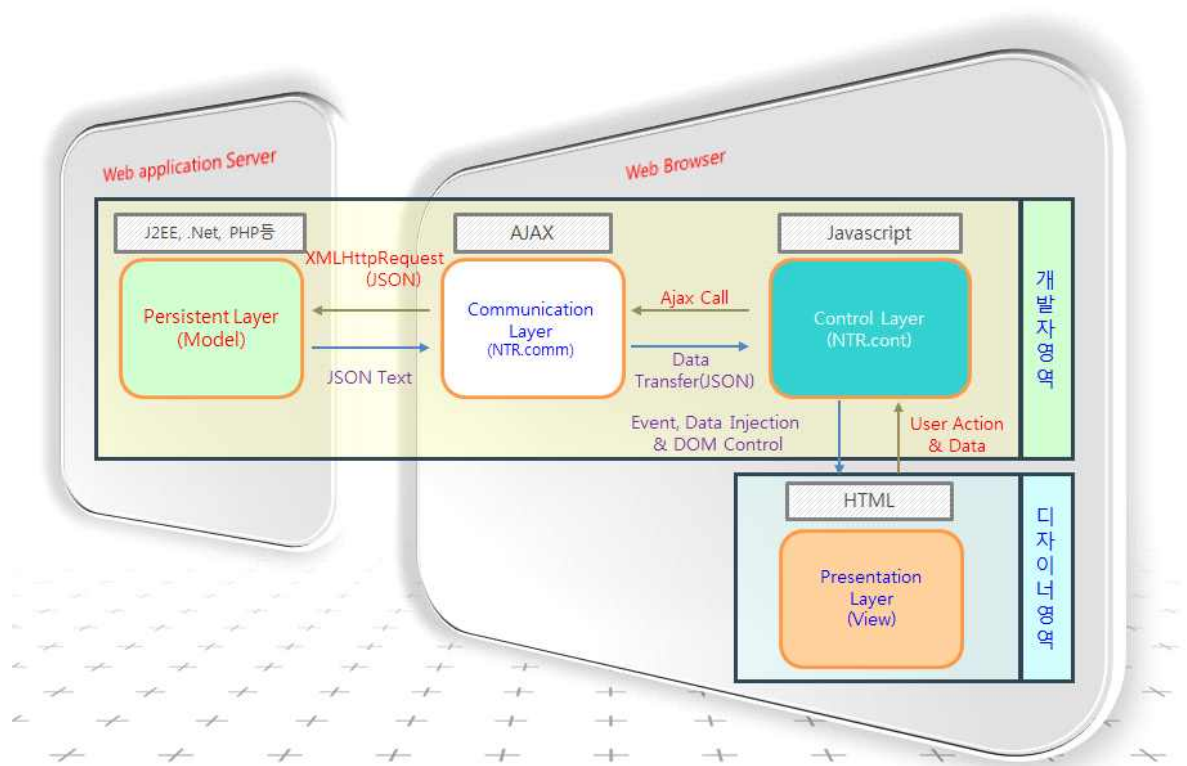 Web application Server
Web Browser
J2EE, .Net, PHP등
AJAX
Javascript
XMLHttpRequest
(JSON)
Persistent Layer
(Model)
JSON Text
Communication
Layer
(NTR.comm)
Ajax Call
Data
Transfer(JSON)
Control Layer
(NTR.cont)
Event, Data Injection
& DOM Control
User Action
& Data
개발자영역
HTML
Presentation
Layer
(View)
디자이너영역